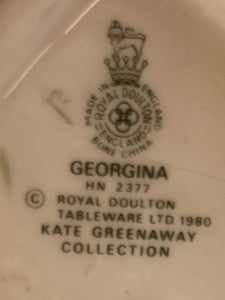 MADE IN ENGLAND
ROYAL DOULTON
ENGLAND
BONE CHINA
GEORGINA
HN 2377
© ROYAL DOULTON
TABLEWARE LTD 1980
KATE GREENAWAY
COLLECTION